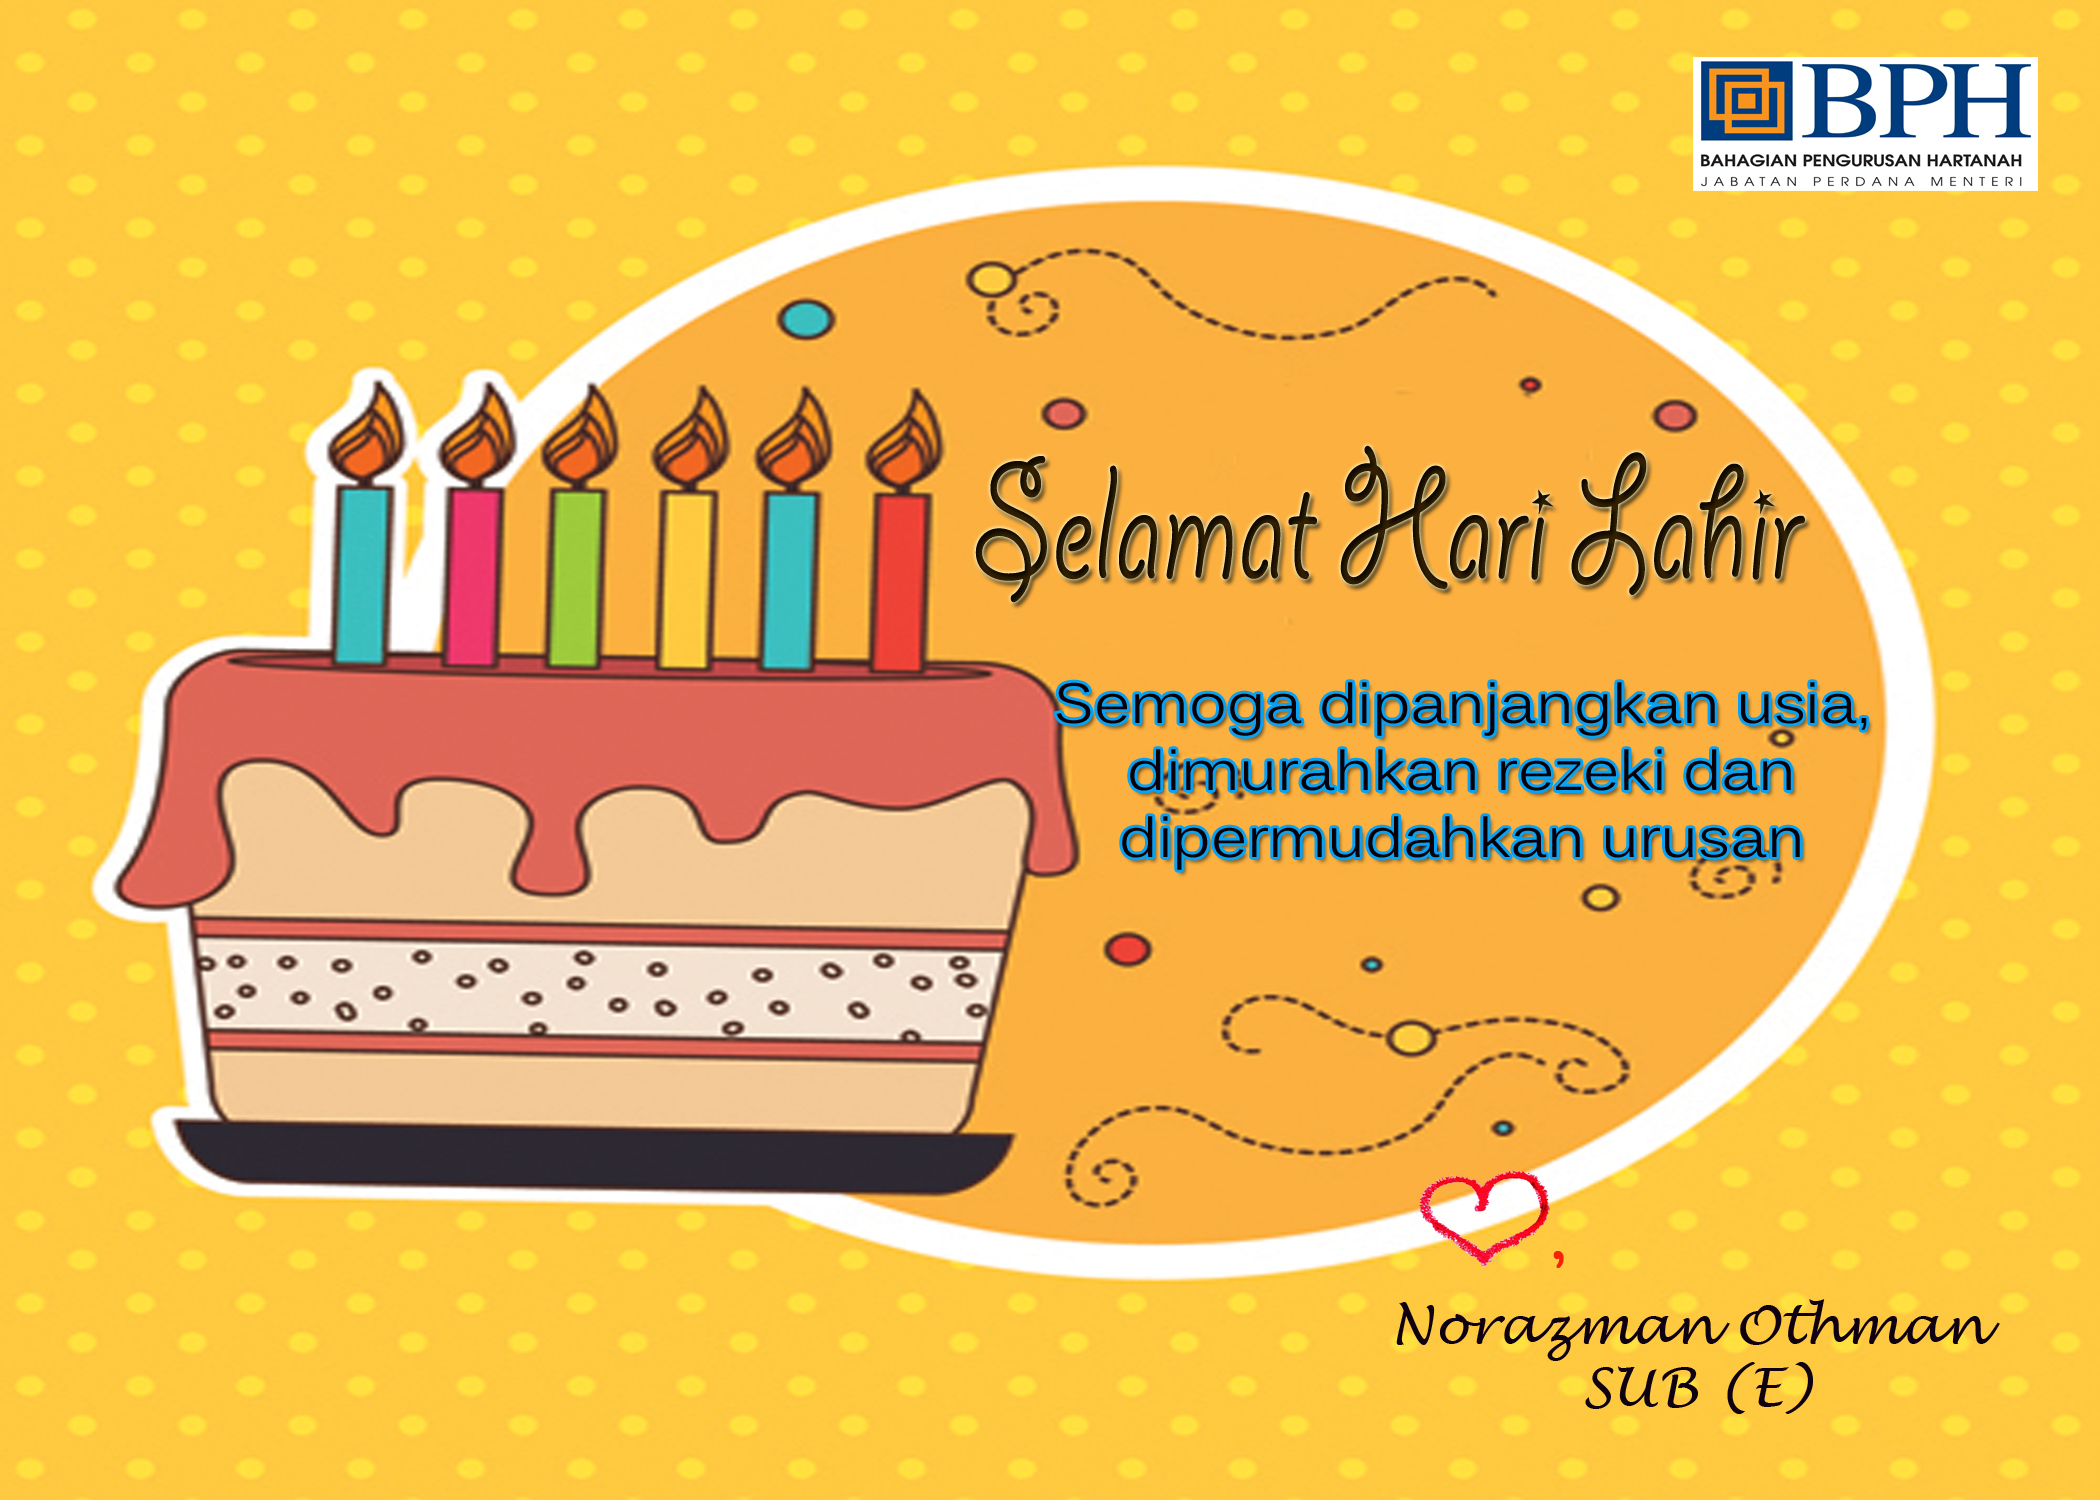 BPH
BAHAGIAN PENGURUSAN HARTANAH
JABATAN PERDANA MENTERI
Selamat Hari Lahir
Semoga dipanjangkan usia,
dimurahkan rezeki dan
dipermudahkan urusan
,
Norazman Othman
SUB (E)